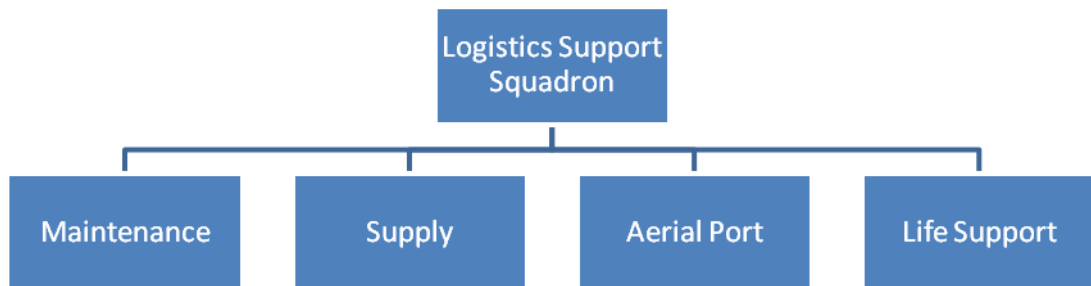 Logistics Support
Squadron
Maintenance
Supply
Aerial Port
Life Support